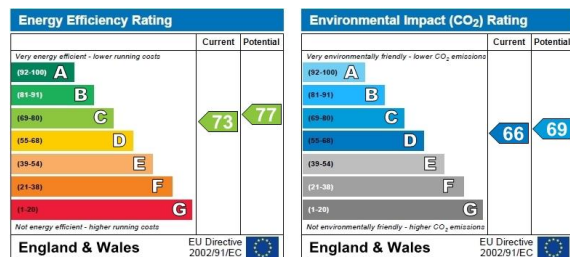 Energy Efficiency Rating
Current Potential
Very energy efficient - lower running costs
(92-100) A
(81-91) B
(69-80) C
(55-68) D
(39-54) E
(21-38) F
(1-20) G
73
77
Not energy efficient - higher running costs
England & Wales
EU Directive
2002/91/EC
Environmental Impact (CO₂) Rating
Current Potential
Very environmentally friendly - lower CO₂ emissions
(92-100) A
(81-91) B
(69-80) C
(55-68) D
(39-54) E
(21-38) F
(1-20) G
66
69
Not environmentally friendly - higher CO₂ emissions
England & Wales
EU Directive
2002/91/EC